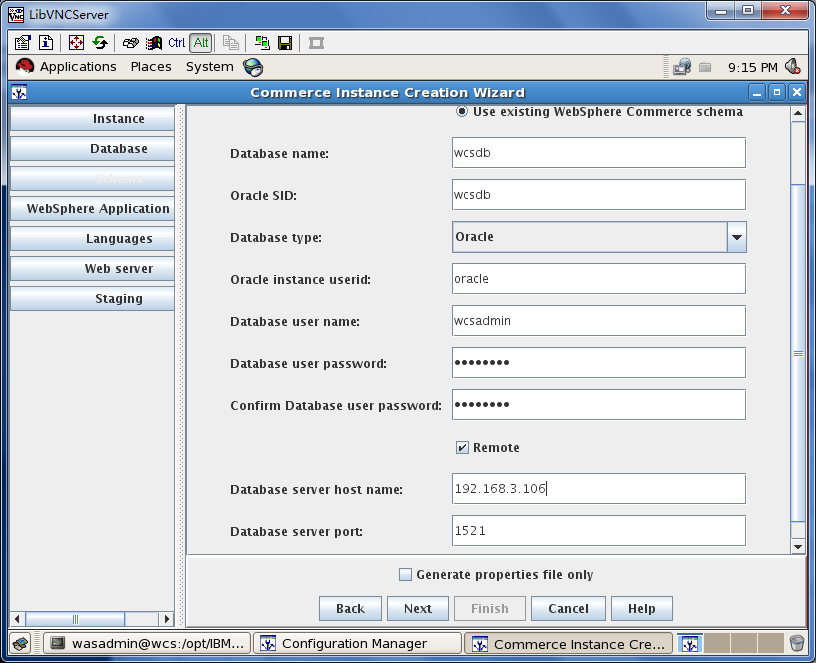 LibVNCServer
Ctrl Alt
Applications Places System 9:15 PM
Commerce Instance Creation Wizard
Instance
Database
Schema
WebSphere Application
Languages
Web server
Staging
Use existing WebSphere Commerce schema
Database name: wcsdb
Oracle SID: wcsdb
Database type: Oracle
Oracle instance userid: oracle
Database user name: wcsadmin
Database user password: ••••••••
Confirm Database user password: ••••••••
Remote
Database server host name: 192.168.3.106
Database server port: 1521
Generate properties file only
Back Next Finish Cancel Help
wasadmin@wcs:/opt/IBM... Configuration Manager Commerce Instance Cre...